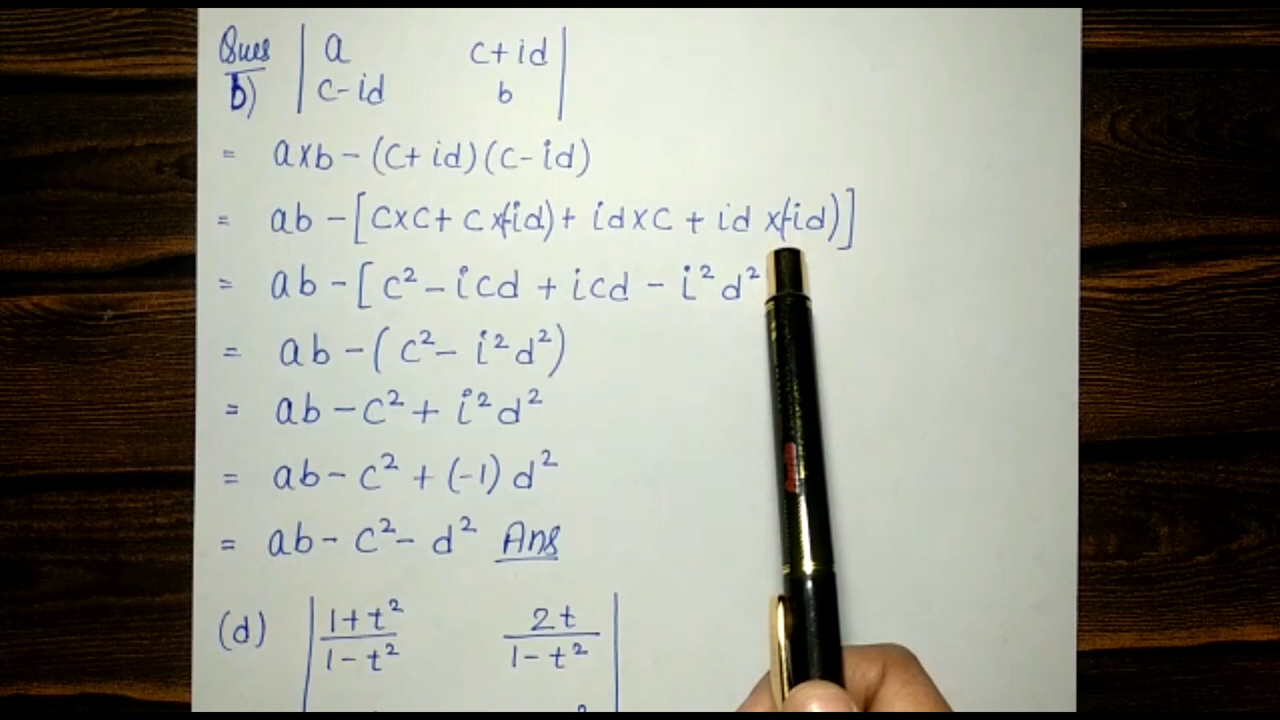 Ques | a c+id |
b) | c-id b |
= a×b - (c+id)(c-id)
= ab - [c×c + c×(-id) + id×c + id×(-id)]
= ab - [c² - icd + icd - i²d²
= ab - (c² - i²d²)
= ab - c² + i²d²
= ab - c² + (-1) d²
= ab - c² - d² Ans
(d) | 1+t²/1-t² 2t/1-t² |